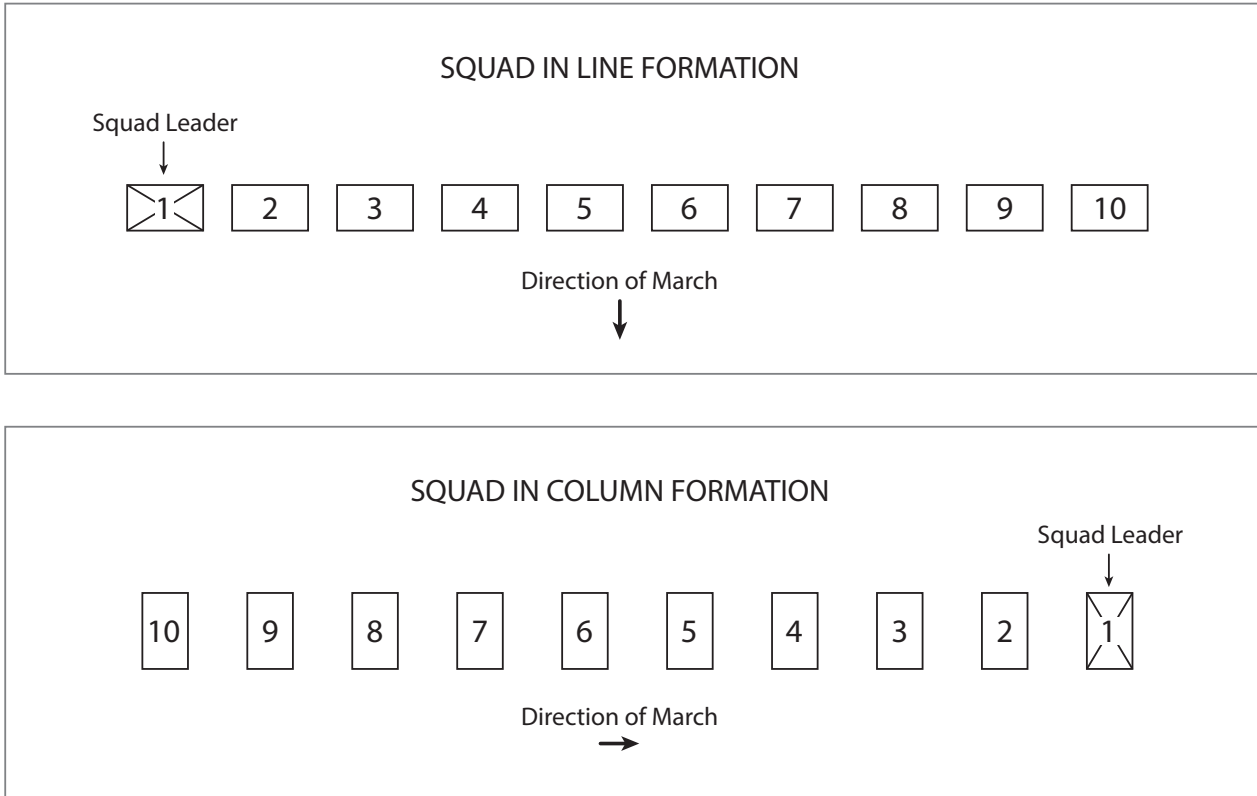 SQUAD IN LINE FORMATION
Squad Leader
1 2 3 4 5 6 7 8 9 10
Direction of March
SQUAD IN COLUMN FORMATION
Squad Leader
10 9 8 7 6 5 4 3 2 1
Direction of March